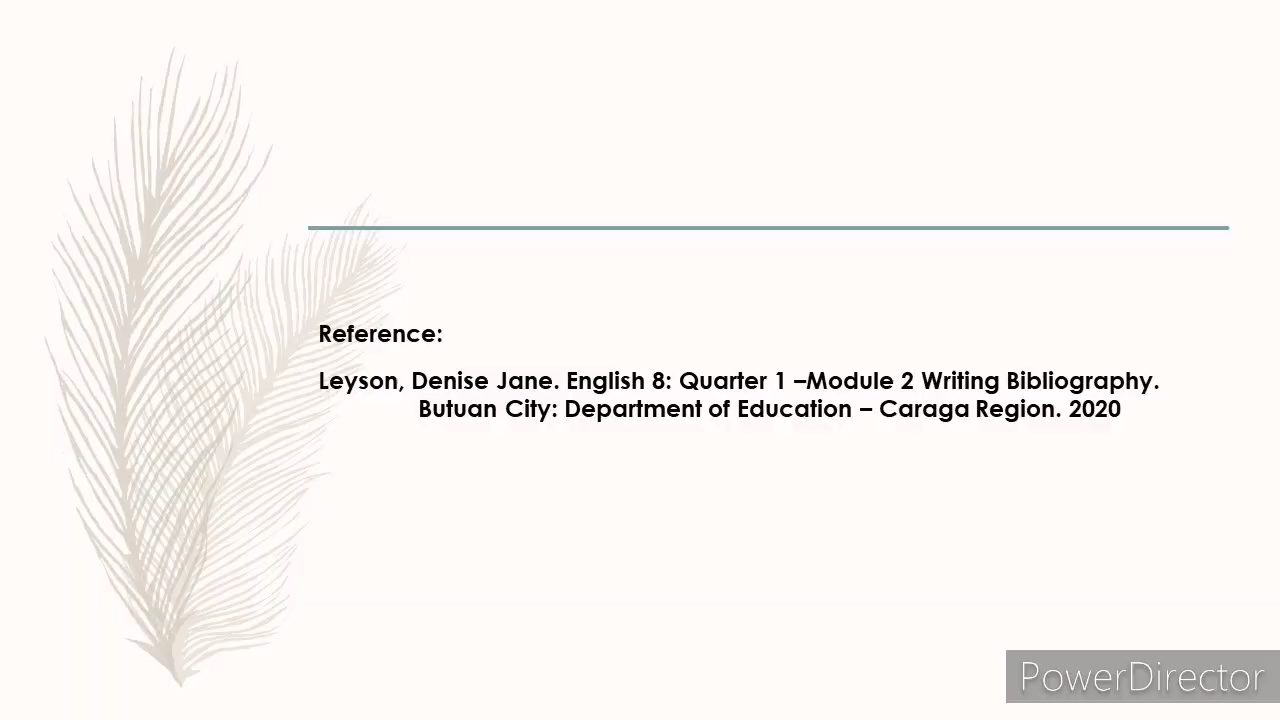 Reference:
Leyson, Denise Jane. English 8: Quarter 1 –Module 2 Writing Bibliography.
Butuan City: Department of Education – Caraga Region. 2020
PowerDirector